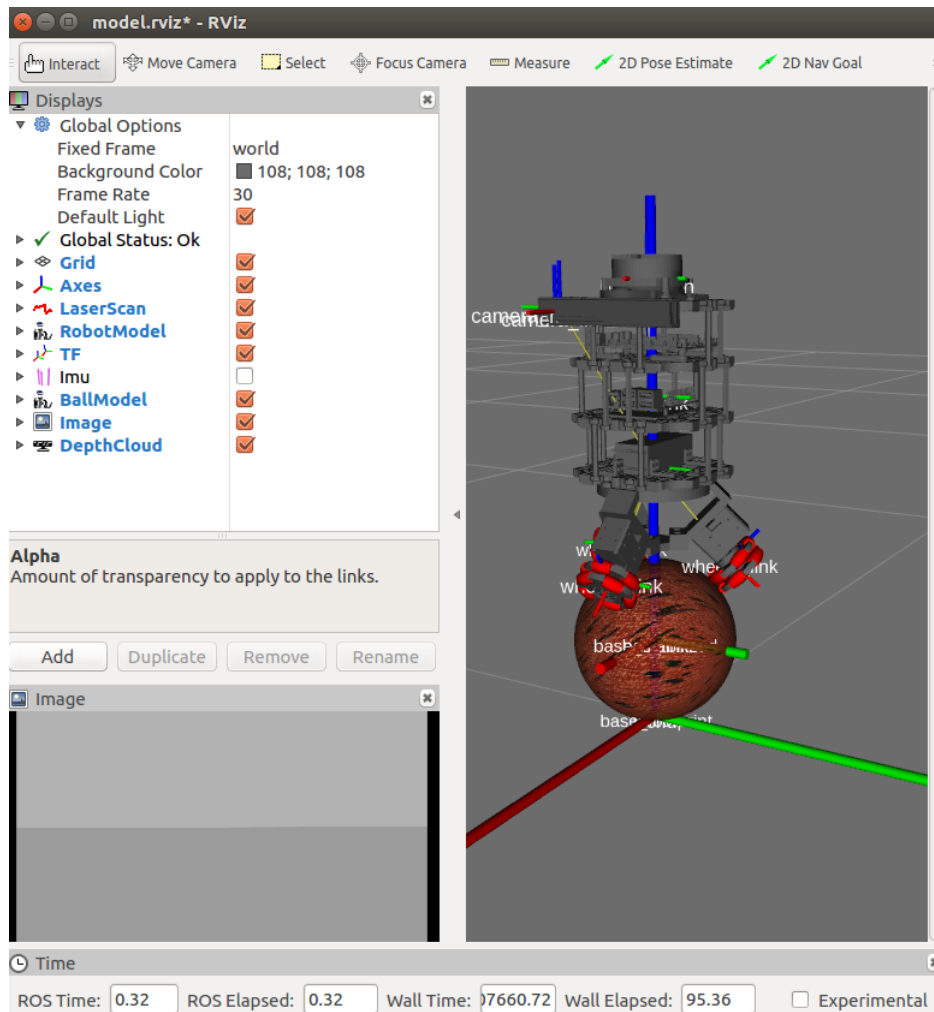 model.rviz* - RViz
Interact Move Camera Select Focus Camera Measure 2D Pose Estimate 2D Nav Goal
Displays
Global Options
Fixed Frame world
Background Color 108; 108; 108
Frame Rate 30
Default Light
Global Status: Ok
Grid
Axes
LaserScan
RobotModel
TF
Imu
BallModel
Image
DepthCloud
Alpha
Amount of transparency to apply to the links.
Add Duplicate Remove Rename
Image
Time
ROS Time: 0.32 ROS Elapsed: 0.32 Wall Time: 07660.72 Wall Elapsed: 95.36 Experimental